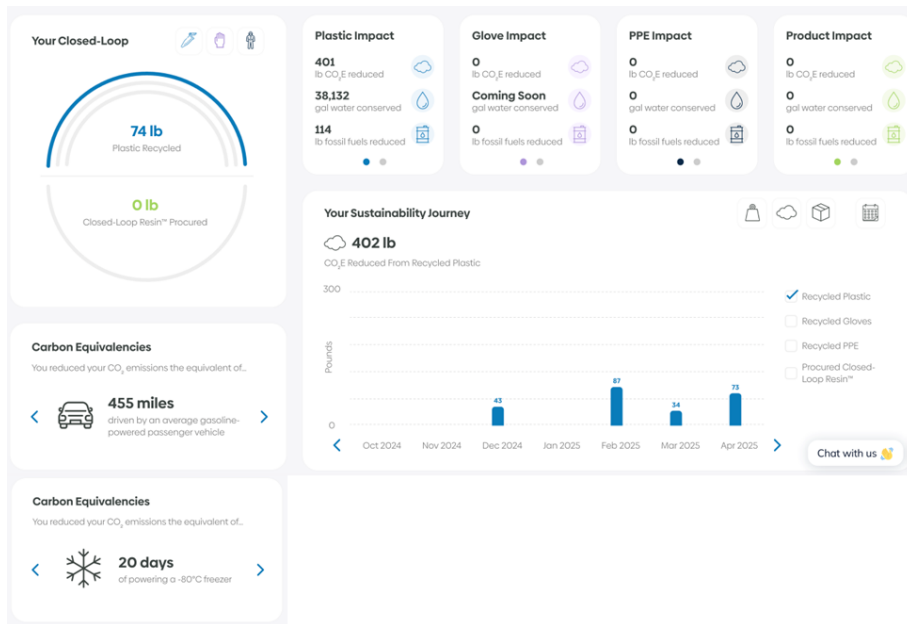 Your Closed-Loop
74 lb
Plastic Recycled
0 lb
Closed-Loop Resin™ Procured
Plastic Impact
401
lb CO₂E reduced
38,132
gal water conserved
114
lb fossil fuels reduced
Glove Impact
0
lb CO₂E reduced
Coming Soon
gal water conserved
0
lb fossil fuels reduced
PPE Impact
0
lb CO₂E reduced
0
gal water conserved
0
lb fossil fuels reduced
Product Impact
0
lb CO₂E reduced
0
gal water conserved
0
lb fossil fuels reduced
Your Sustainability Journey
402 lb
CO₂E Reduced From Recycled Plastic
300
Pounds
0
43
87
34
73
Oct 2024
Nov 2024
Dec 2024
Jan 2025
Feb 2025
Mar 2025
Apr 2025
Recycled Plastic
Recycled Gloves
Recycled PPE
Procured Closed-
Loop Resin™
Chat with us 👋
Carbon Equivalencies
You reduced your CO₂ emissions the equivalent of...
455 miles
driven by an average gasoline-
powered passenger vehicle
Carbon Equivalencies
You reduced your CO₂ emissions the equivalent of...
20 days
of powering a -80°C freezer